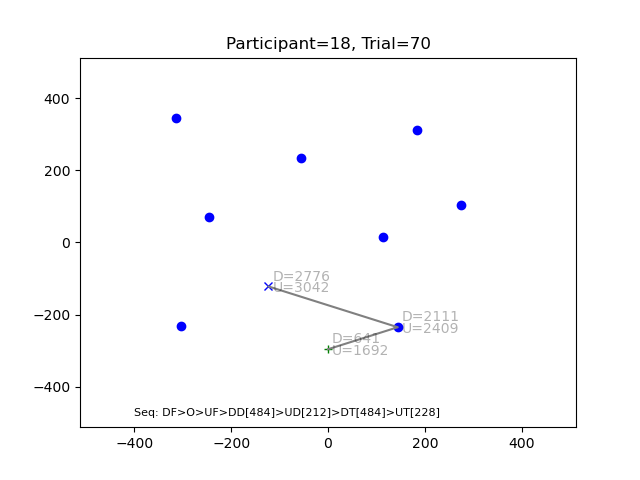 Participant=18, Trial=70
400
200
0
−200
−400
D=2776
U=3042
D=2111
U=2409
D=641
U=1692
Seq: DF>O>UF>DD[484]>UD[212]>DT[484]>UT[228]
−400
−200
0
200
400